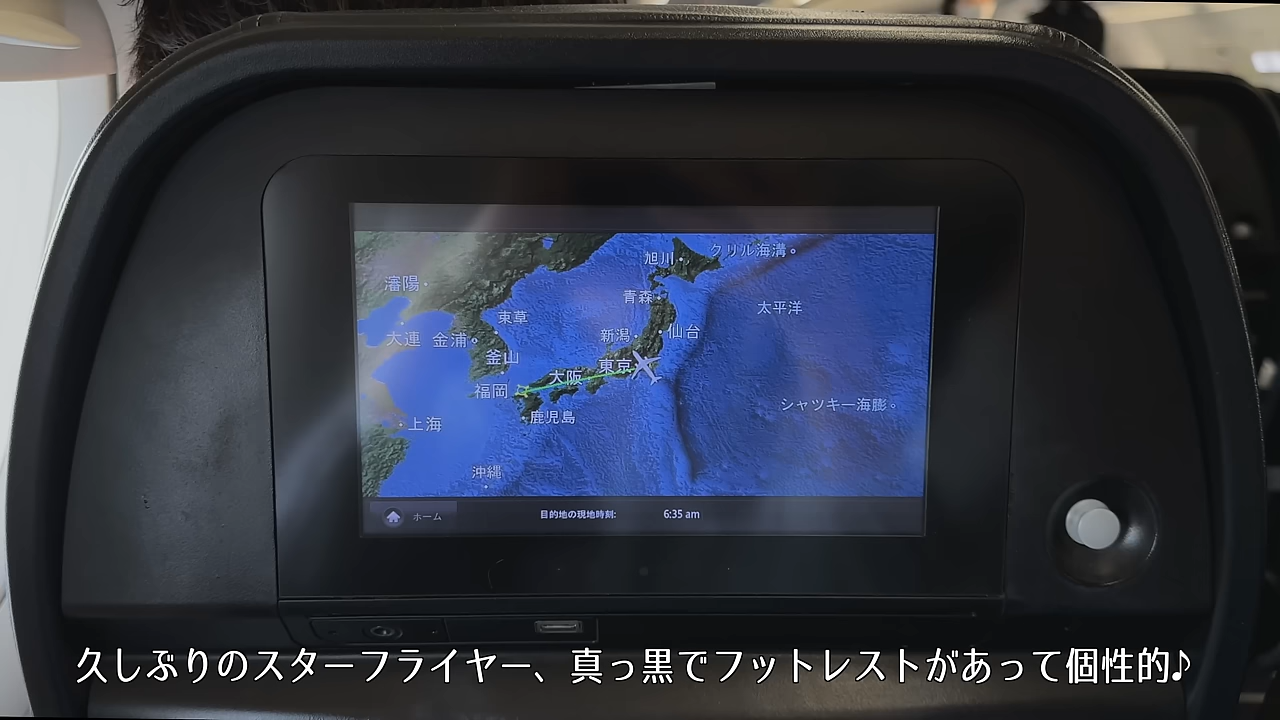 旭川
クリル海溝
瀋陽
青森
太平洋
束草
大連
金浦
新潟
仙台
釜山
東京
大阪
福岡
シャツキー海膨
鹿児島
上海
沖縄
ホーム
目的地の現地時刻:
6:35 am
久しぶりのスターフライヤー、真っ黒でフットレストがあって個性的♪